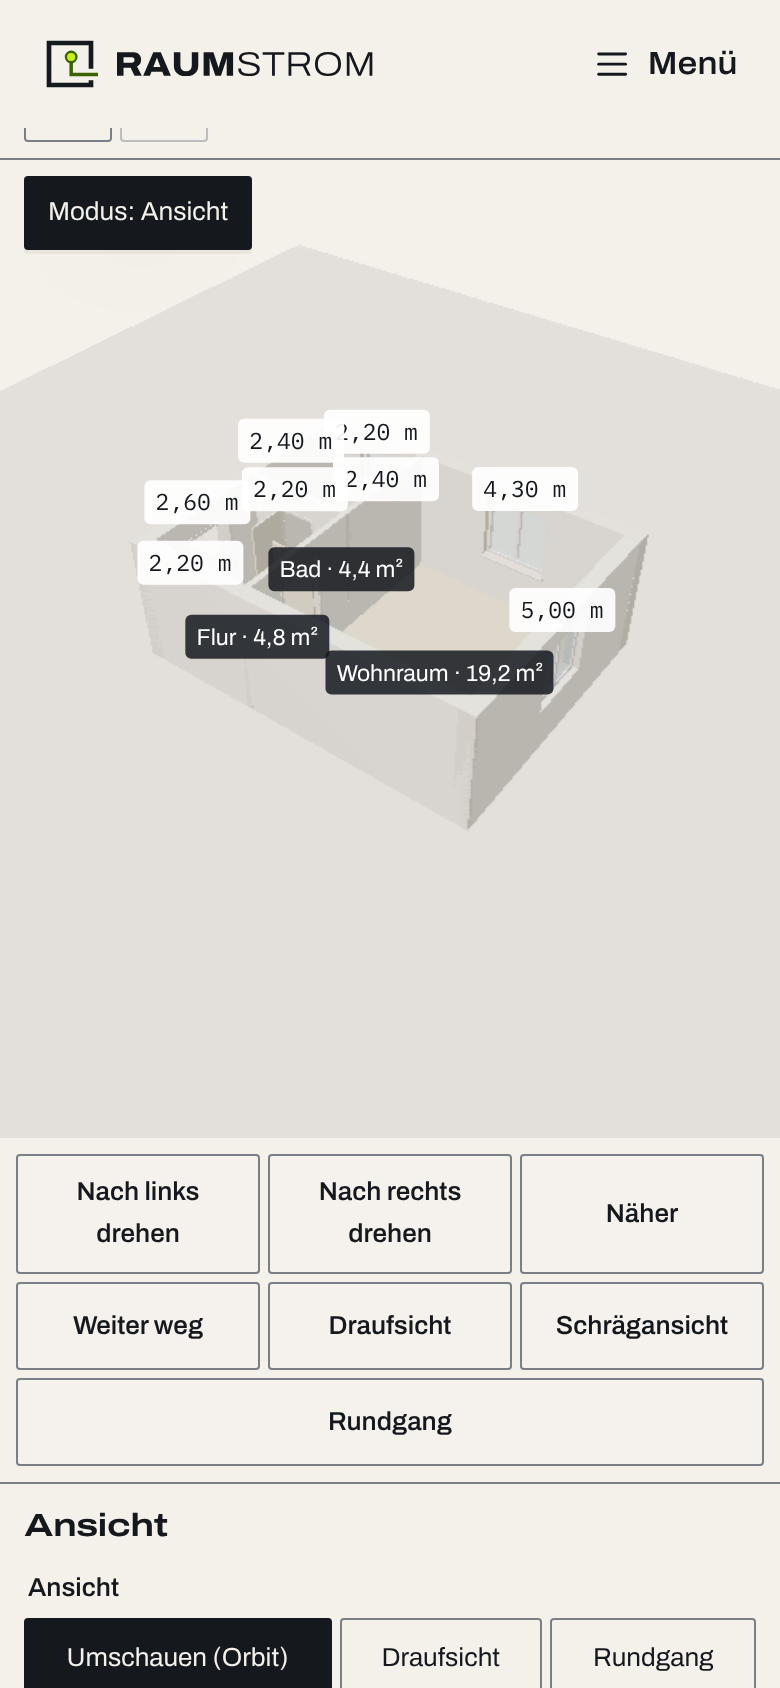 RAUMSTROM
Menü
Modus: Ansicht
2,20 m
2,40 m
2,40 m
2,20 m
4,30 m
2,60 m
2,20 m
Bad · 4,4 m²
5,00 m
Flur · 4,8 m²
Wohnraum · 19,2 m²
Nach links
drehen
Nach rechts
drehen
Näher
Weiter weg
Draufsicht
Schrägansicht
Rundgang
Ansicht
Ansicht
Umschauen (Orbit)
Draufsicht
Rundgang